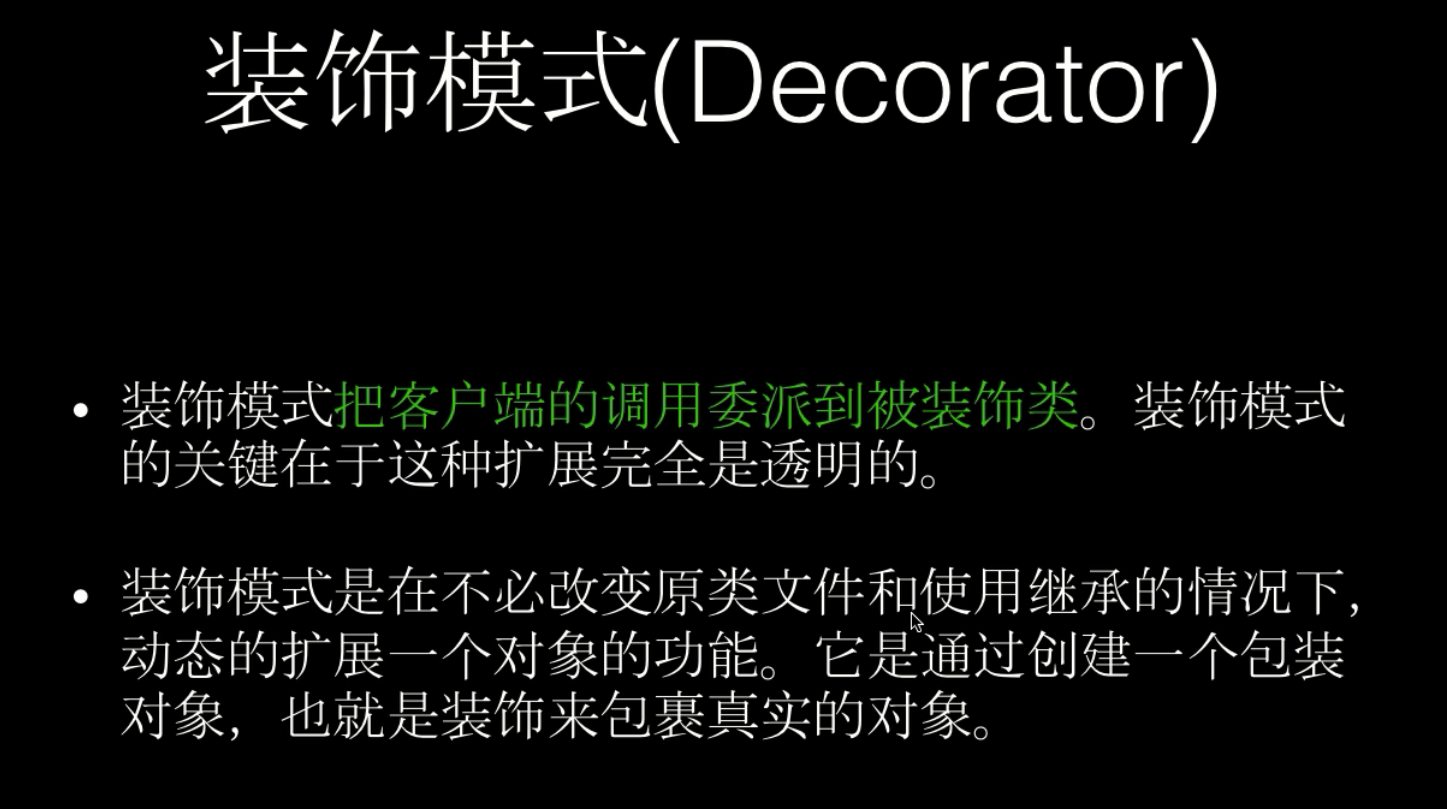 装饰模式(Decorator)
• 装饰模式把客户端的调用委派到被装饰类。装饰模式
的关键在于这种扩展完全是透明的。
• 装饰模式是在不必改变原类文件和使用继承的情况下，
动态的扩展一个对象的功能。它是通过创建一个包装
对象，也就是装饰来包裹真实的对象。